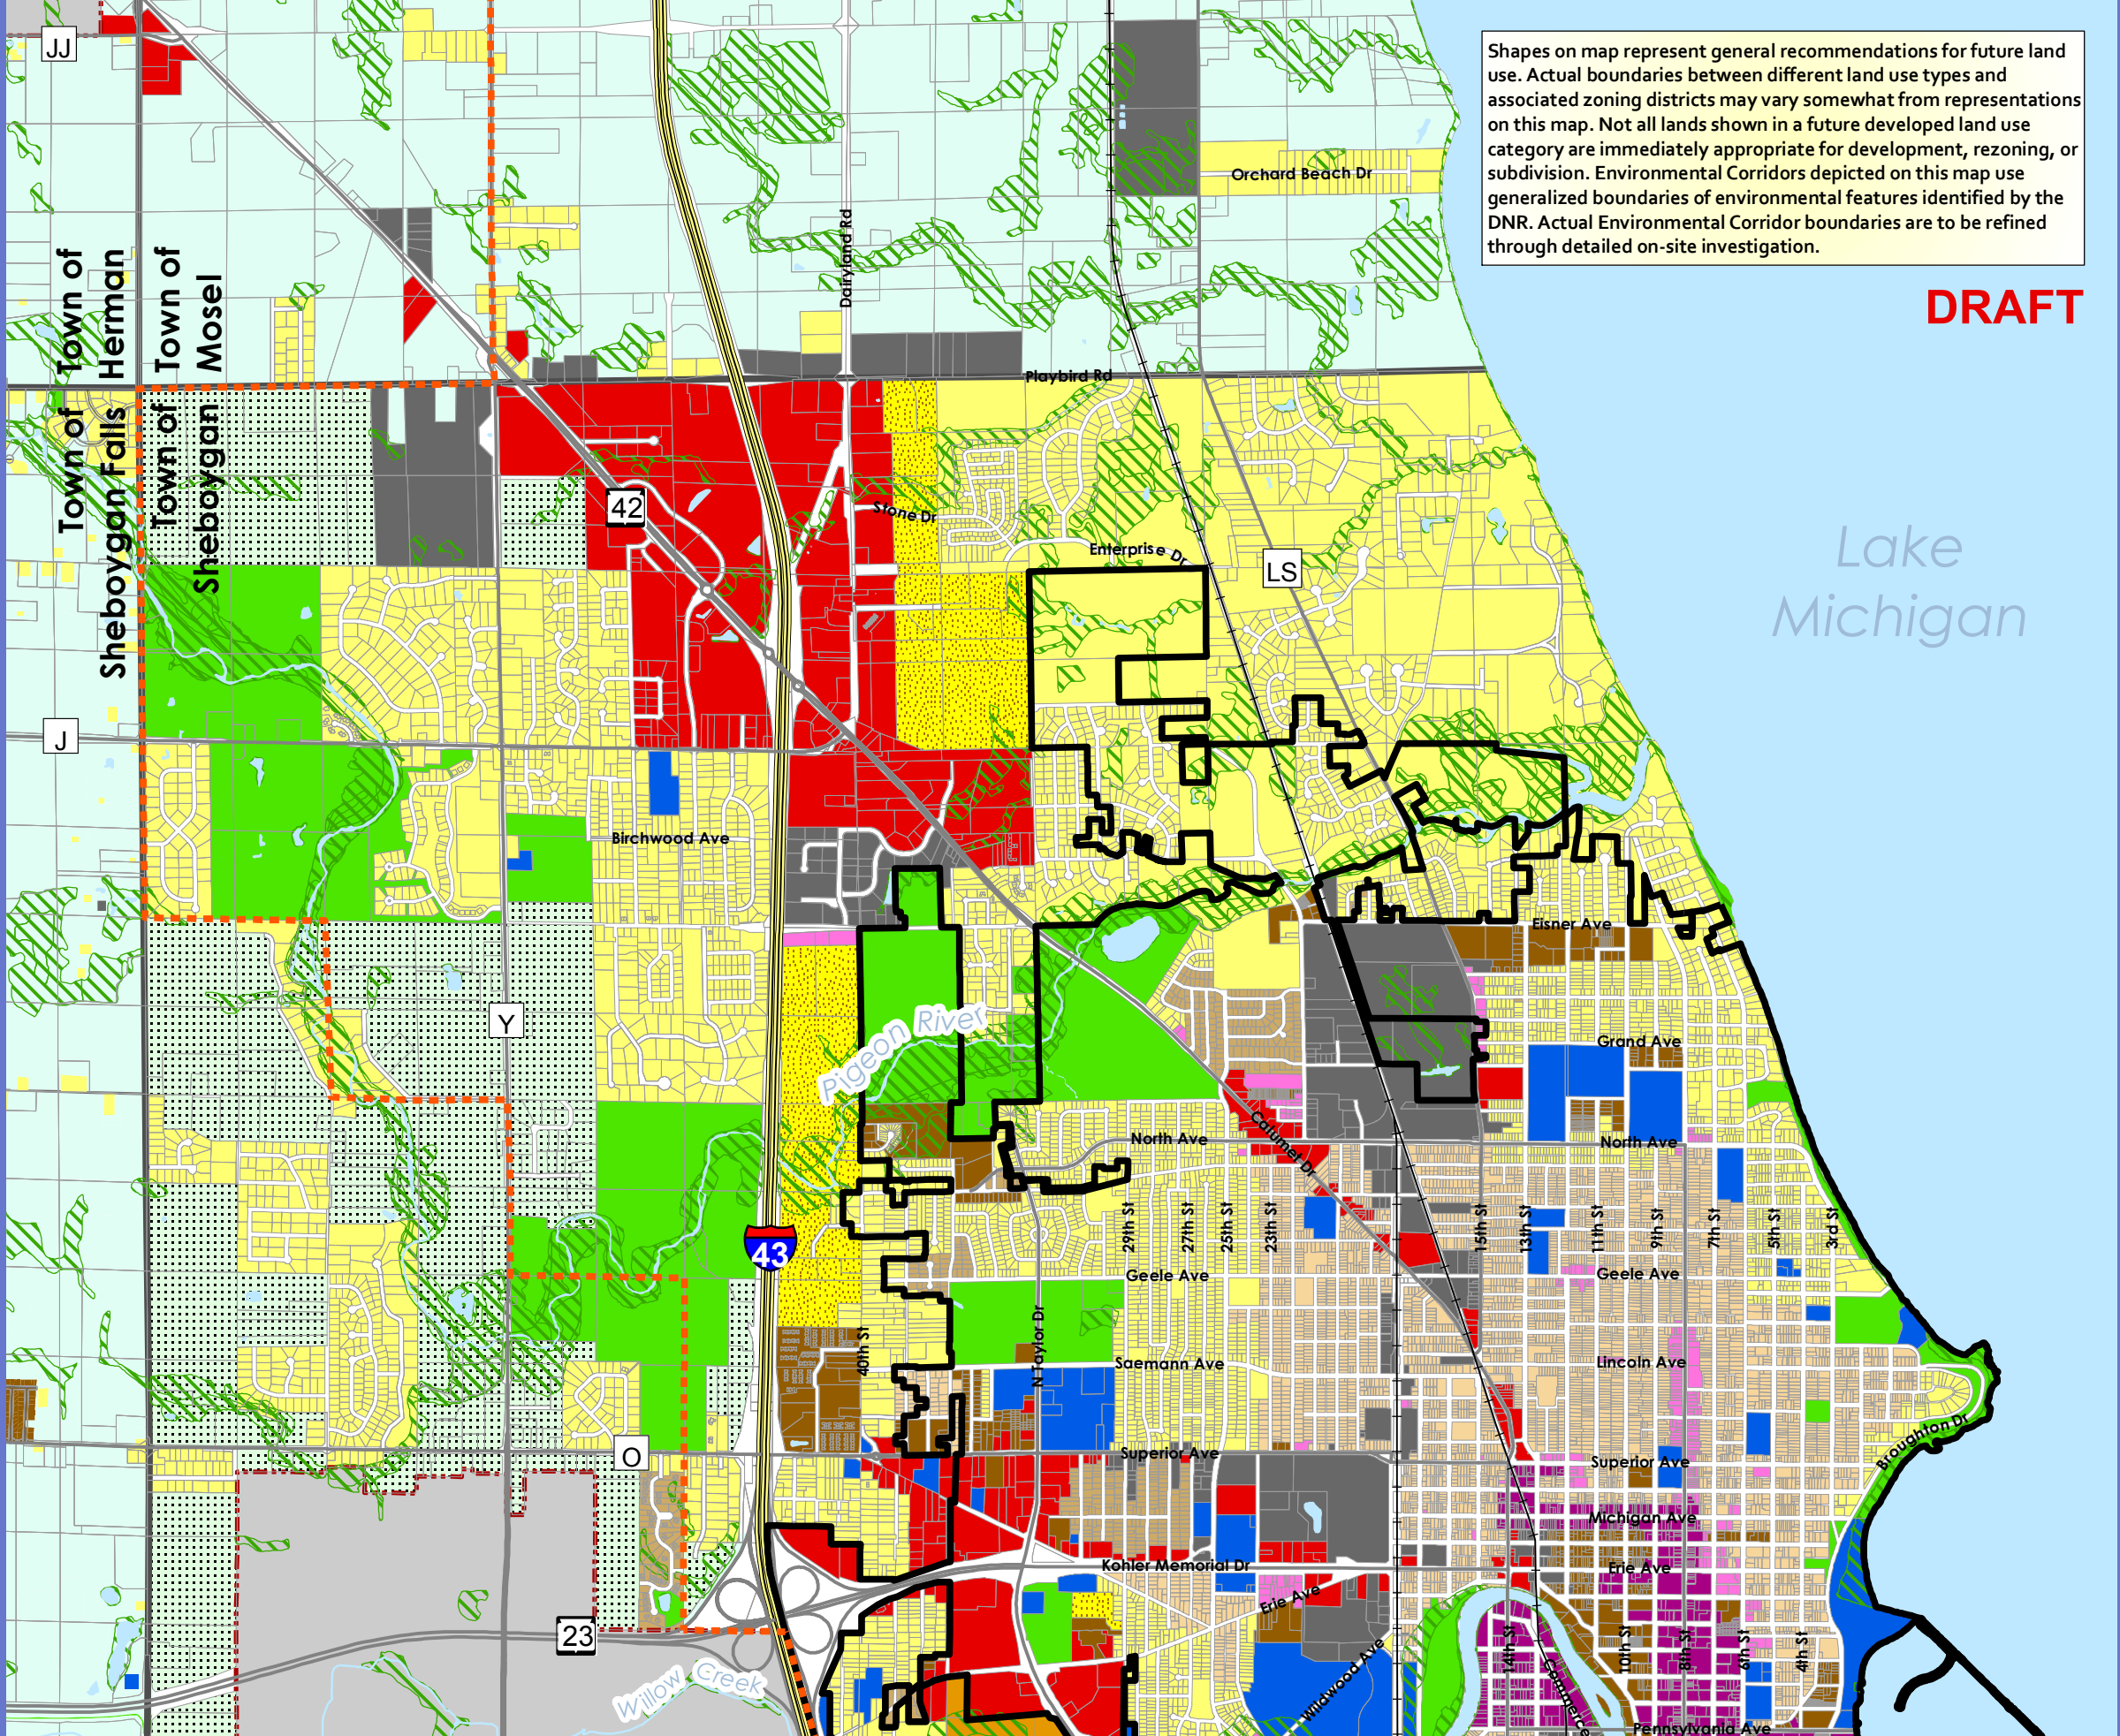 JJ
Shapes on map represent general recommendations for future land
use. Actual boundaries between different land use types and
associated zoning districts may vary somewhat from representations
on this map. Not all lands shown in a future developed land use
category are immediately appropriate for development, rezoning, or
subdivision. Environmental Corridors depicted on this map use
generalized boundaries of environmental features identified by the
DNR. Actual Environmental Corridor boundaries are to be refined
through detailed on-site investigation.
DRAFT
Orchard Beach Dr
Dairyland Rd
Town of
Herman
Town of
Mosel
Playbird Rd
Town of
Sheboygan Falls
Town of
Sheboygan
42
Stone Dr
Enterprise Dr
LS
Lake
Michigan
J
Birchwood Ave
Eisner Ave
Y
Pigeon River
Grand Ave
Calumet Dr
North Ave
North Ave
43
29th St
27th St
25th St
23th St
15th St
13th St
11th St
9th St
7th St
5th St
3rd St
Geele Ave
Geele Ave
40th St
N Taylor Dr
Saemann Ave
Lincoln Ave
Broughton Dr
O
Superior Ave
Superior Ave
Michigan Ave
Kohler Memorial Dr
Erie Ave
Erie Ave
23
Willow Creek
Wildwood Ave
14th St
Commerce
10th St
8th St
6th St
4th St
Pennsylvania Ave